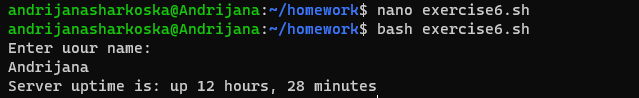 andrijanasharkoska@Andrijana:~/homework$ nano exercise6.sh
andrijanasharkoska@Andrijana:~/homework$ bash exercise6.sh
Enter uour name:
Andrijana
Server uptime is: up 12 hours, 28 minutes